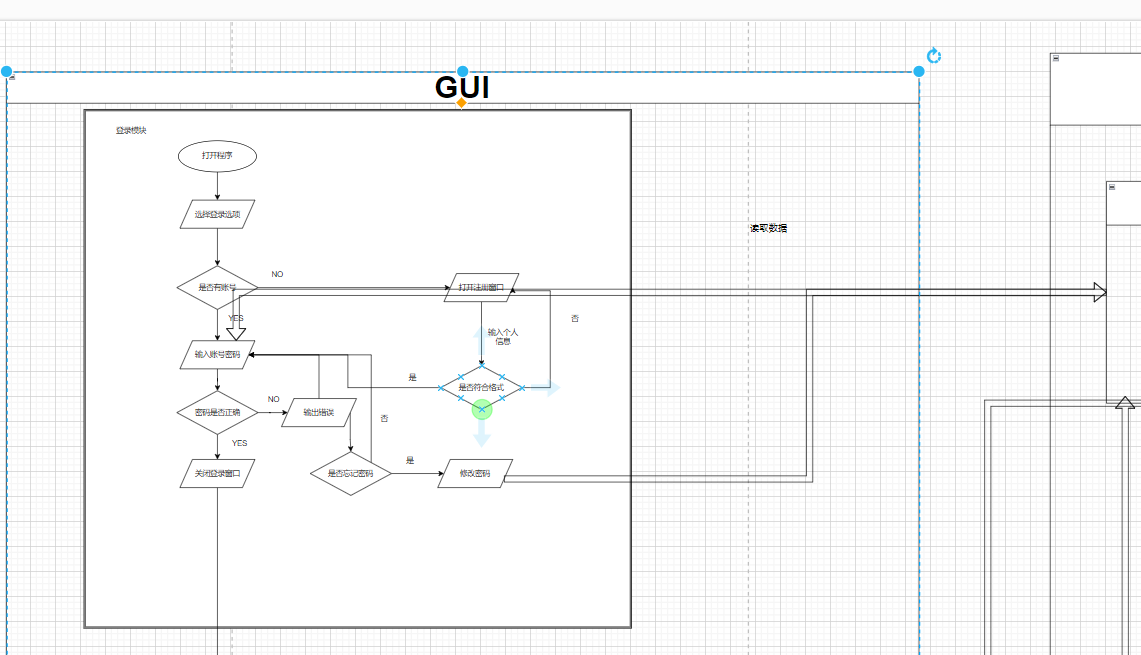 GUI
登录模块
打开程序
选择登录选项
读取数据
NO
是否有账号
打开注册窗口
YES
否
输入个人
信息
输入账号密码
是
是否符合格式
NO
密码是否正确
输出错误
否
YES
是
关闭登录窗口
是否忘记密码
修改密码